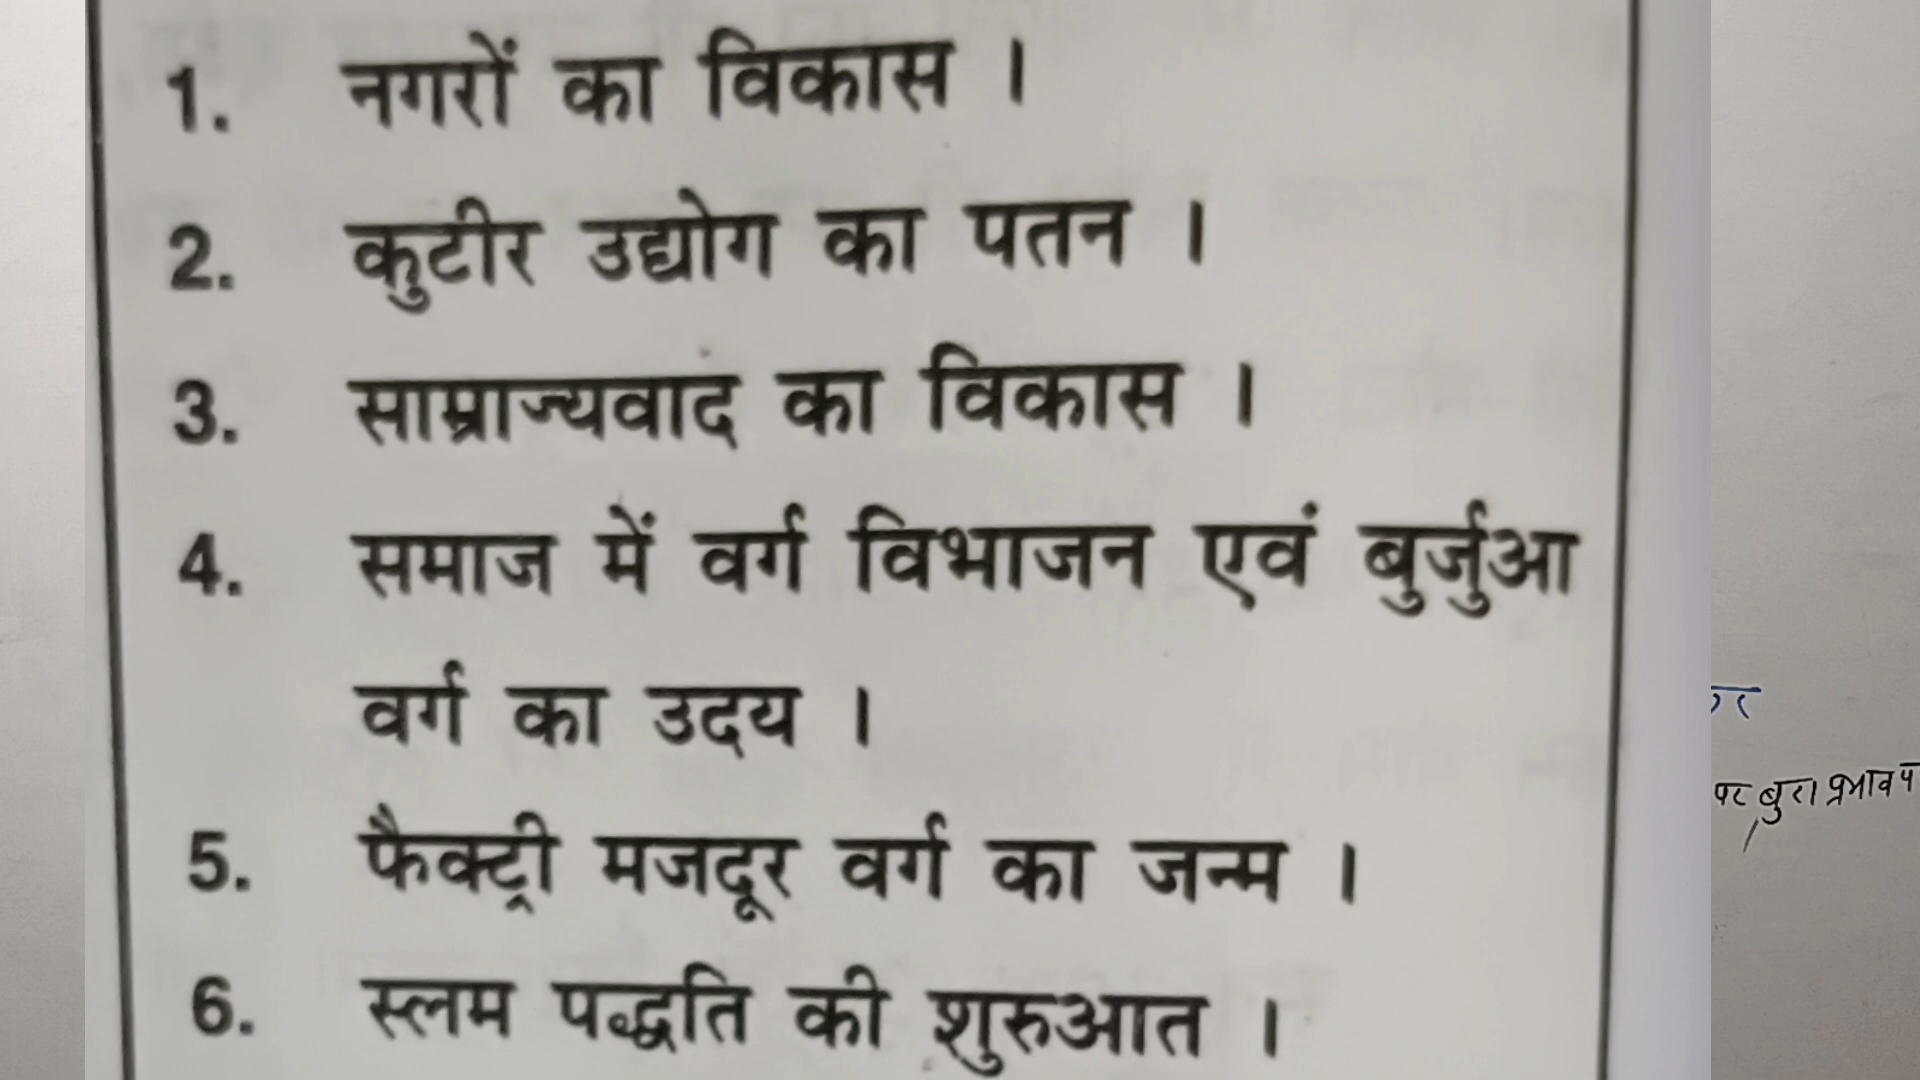 1. नगरों का विकास ।
2. कुटीर उद्योग का पतन ।
3. साम्राज्यवाद का विकास ।
4. समाज में वर्ग विभाजन एवं बुर्जुआ
वर्ग का उदय ।
5. फैक्ट्री मजदूर वर्ग का जन्म ।
6. स्लम पद्धति की शुरुआत ।
पर बुरा प्रभाव प